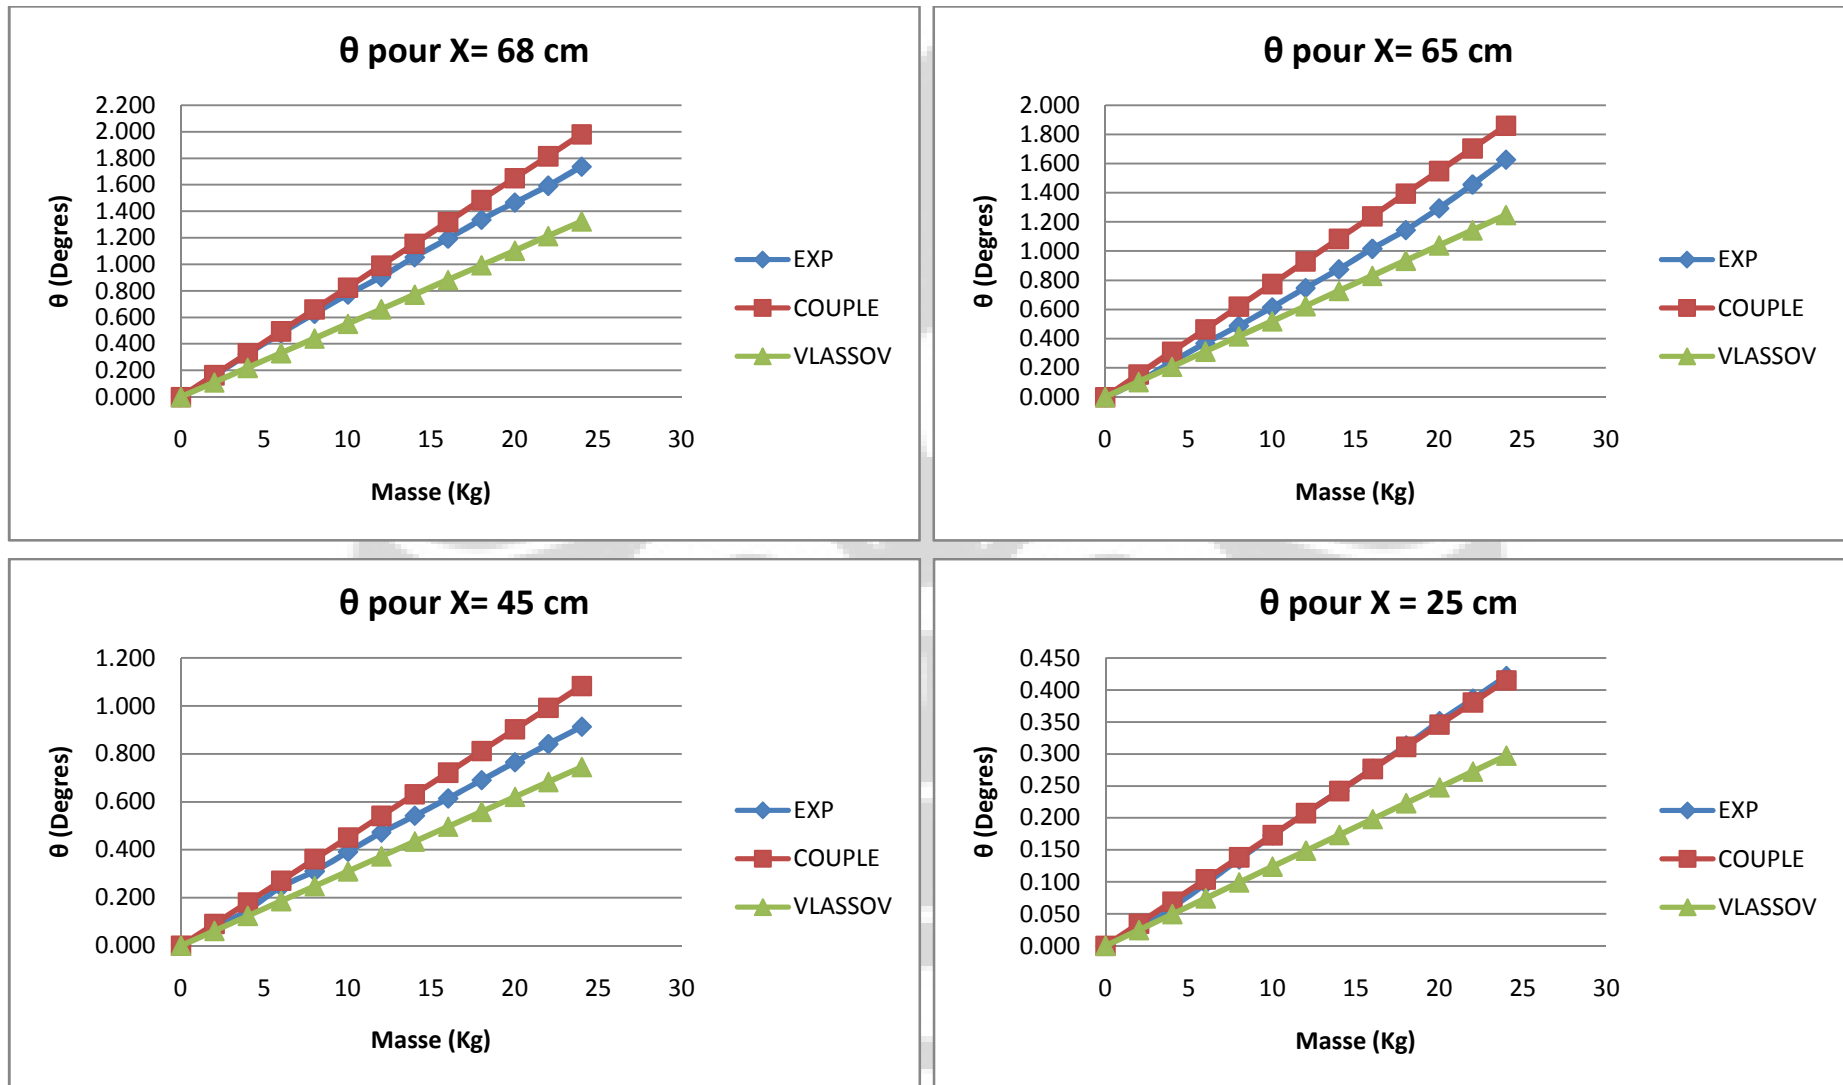 θ pour X= 68 cm
2.200
2.000
1.800
1.600
1.400
1.200
1.000
0.800
0.600
0.400
0.200
0.000
θ (Degres)
0 5 10 15 20 25 30
Masse (Kg)
EXP
COUPLE
VLASSOV
θ pour X= 65 cm
2.000
1.800
1.600
1.400
1.200
1.000
0.800
0.600
0.400
0.200
0.000
θ (Degres)
0 5 10 15 20 25 30
Masse (Kg)
EXP
COUPLE
VLASSOV
θ pour X= 45 cm
1.200
1.000
0.800
0.600
0.400
0.200
0.000
θ (Degres)
0 5 10 15 20 25 30
Masse (Kg)
EXP
COUPLE
VLASSOV
θ pour X = 25 cm
0.450
0.400
0.350
0.300
0.250
0.200
0.150
0.100
0.050
0.000
θ (Degres)
0 5 10 15 20 25 30
Masse (Kg)
EXP
COUPLE
VLASSOV